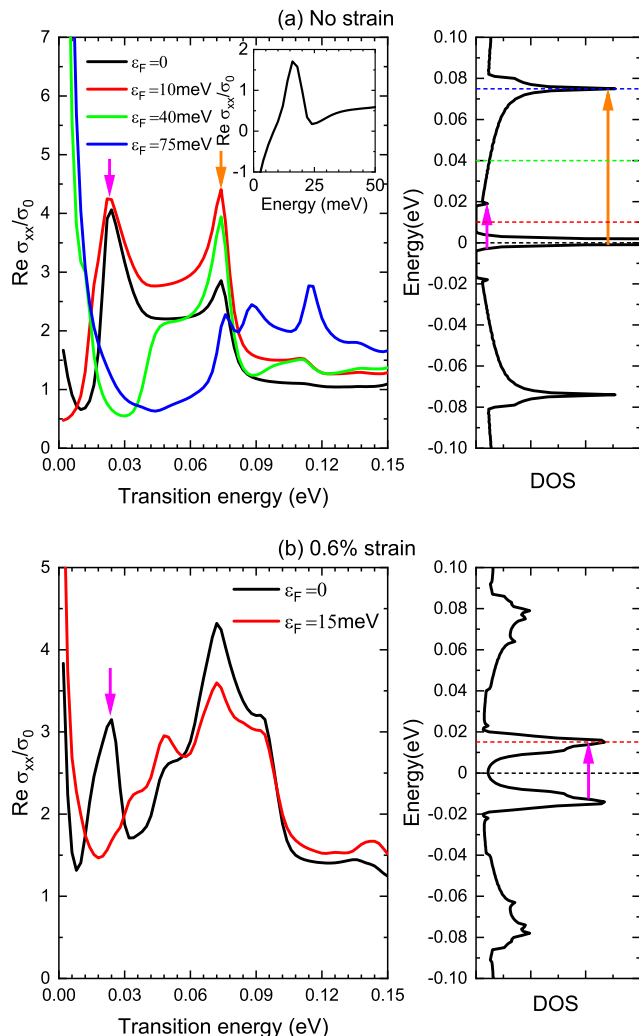 (a) No strain
Re σxx/σ0
7
6
5
4
3
2
1
0
εF=0
εF=10meV
εF=40meV
εF=75meV
Re σxx/σ0
2
1
0
-1
0 25 50
Energy (meV)
0.00 0.03 0.06 0.09 0.12 0.15
Transition energy (eV)
Energy(eV)
0.10
0.08
0.06
0.04
0.02
0
-0.02
-0.04
-0.06
-0.08
-0.10
DOS
(b) 0.6% strain
Re σxx/σ0
5
4
3
2
1
0
εF=0
εF=15meV
0.00 0.03 0.06 0.09 0.12 0.15
Transition energy (eV)
Energy(eV)
0.10
0.08
0.06
0.04
0.02
0
-0.02
-0.04
-0.06
-0.08
-0.10
DOS